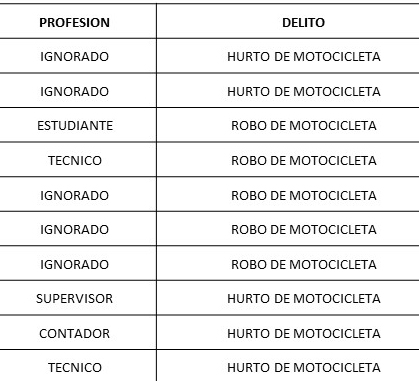 PROFESION DELITO
IGNORADO HURTO DE MOTOCICLETA
IGNORADO HURTO DE MOTOCICLETA
ESTUDIANTE ROBO DE MOTOCICLETA
TECNICO ROBO DE MOTOCICLETA
IGNORADO ROBO DE MOTOCICLETA
IGNORADO ROBO DE MOTOCICLETA
IGNORADO ROBO DE MOTOCICLETA
SUPERVISOR HURTO DE MOTOCICLETA
CONTADOR HURTO DE MOTOCICLETA
TECNICO HURTO DE MOTOCICLETA